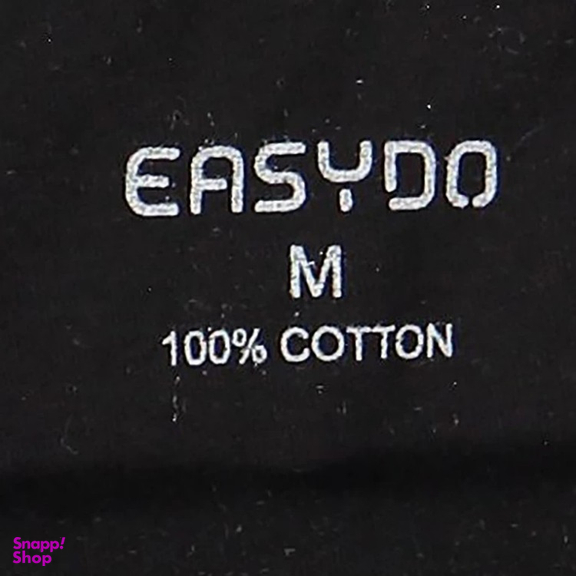 EASYDO
M
100% COTTON
Snapp!
Shop